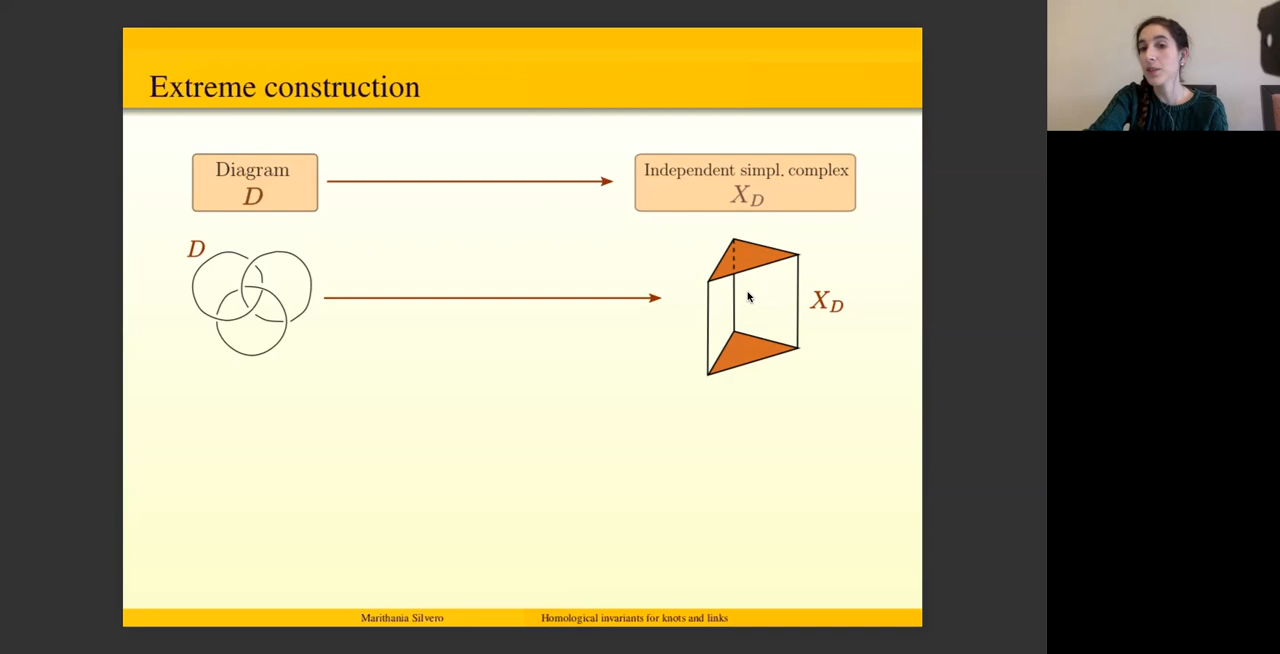 Extreme construction
Diagram
D
Independent simpl. complex
X_D
D
X_D
Marithania Silvero
Homological invariants for knots and links